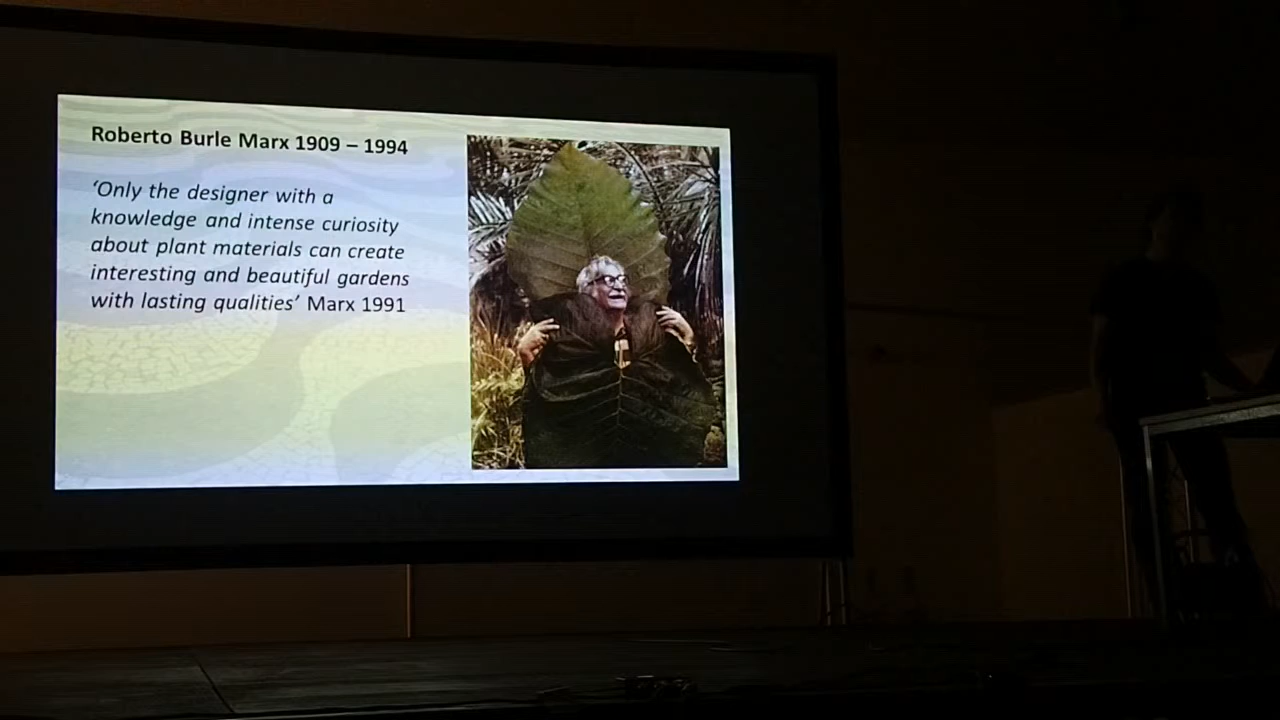 Roberto Burle Marx 1909 – 1994
‘Only the designer with a
knowledge and intense curiosity
about plant materials can create
interesting and beautiful gardens
with lasting qualities’ Marx 1991